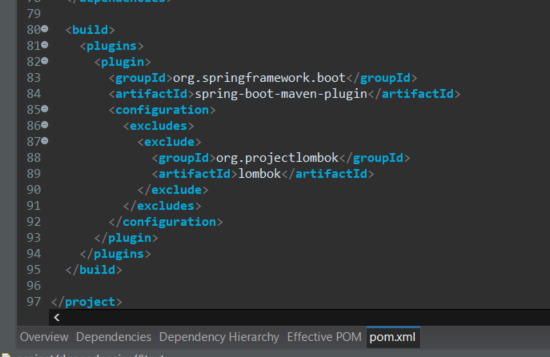 79
80 <build>
81 <plugins>
82 <plugin>
83 <groupId>org.springframework.boot</groupId>
84 <artifactId>spring-boot-maven-plugin</artifactId>
85 <configuration>
86 <excludes>
87 <exclude>
88 <groupId>org.projectlombok</groupId>
89 <artifactId>lombok</artifactId>
90 </exclude>
91 </excludes>
92 </configuration>
93 </plugin>
94 </plugins>
95 </build>
96
97 </project>
Overview Dependencies Dependency Hierarchy Effective POM pom.xml